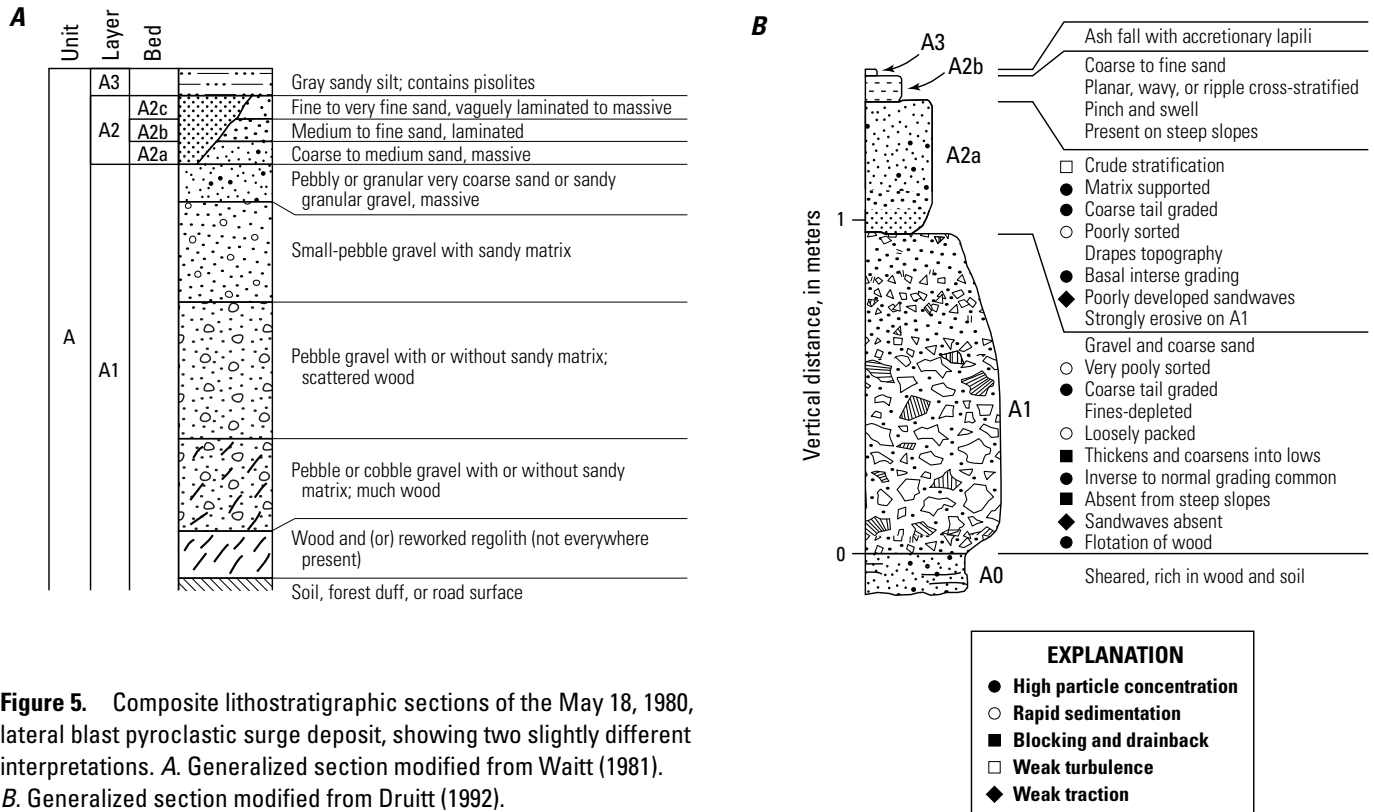 A
Unit
Layer
Bed
A
A3
A2
A2c
A2b
A2a
A1
Gray sandy silt; contains pisolites
Fine to very fine sand, vaguely laminated to massive
Medium to fine sand, laminated
Coarse to medium sand, massive
Pebbly or granular very coarse sand or sandy
granular gravel, massive
Small-pebble gravel with sandy matrix
Pebble gravel with or without sandy matrix;
scattered wood
Pebble or cobble gravel with or without sandy
matrix; much wood
Wood and (or) reworked regolith (not everywhere
present)
Soil, forest duff, or road surface
B
Vertical distance, in meters
1
0
A3
A2b
A2a
A1
A0
Ash fall with accretionary lapili
Coarse to fine sand
Planar, wavy, or ripple cross-stratified
Pinch and swell
Present on steep slopes
□ Crude stratification
● Matrix supported
● Coarse tail graded
○ Poorly sorted
Drapes topography
● Basal interse grading
◆ Poorly developed sandwaves
Strongly erosive on A1
Gravel and coarse sand
○ Very pooly sorted
● Coarse tail graded
Fines-depleted
○ Loosely packed
■ Thickens and coarsens into lows
● Inverse to normal grading common
■ Absent from steep slopes
◆ Sandwaves absent
● Flotation of wood
Sheared, rich in wood and soil
EXPLANATION
● High particle concentration
○ Rapid sedimentation
■ Blocking and drainback
□ Weak turbulence
◆ Weak traction
Figure 5. Composite lithostratigraphic sections of the May 18, 1980,
lateral blast pyroclastic surge deposit, showing two slightly different
interpretations. A. Generalized section modified from Waitt (1981).
B. Generalized section modified from Druitt (1992).